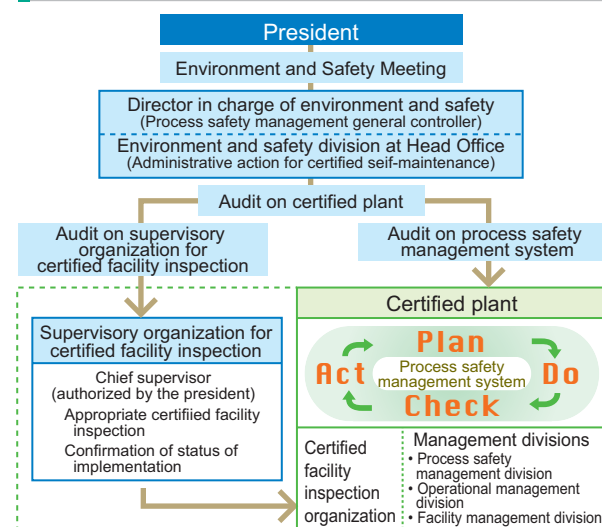 President
Environment and Safety Meeting
Director in charge of environment and safety
(Process safety management general controller)
Environment and safety division at Head Office
(Administrative action for certified seif-maintenance)
Audit on certified plant
Audit on supervisory
organization for
certified facility inspection
Audit on process safety
management system
Supervisory organization for
certified facility inspection
Chief supervisor
(authorized by the president)
Appropriate certiified facility
inspection
Confirmation of status of
implementation
Certified plant
Plan
Act
Process safety
management system
Do
Check
Certified
facility
inspection
organization
Management divisions
• Process safety
management division
• Operational management
division
• Facility management division